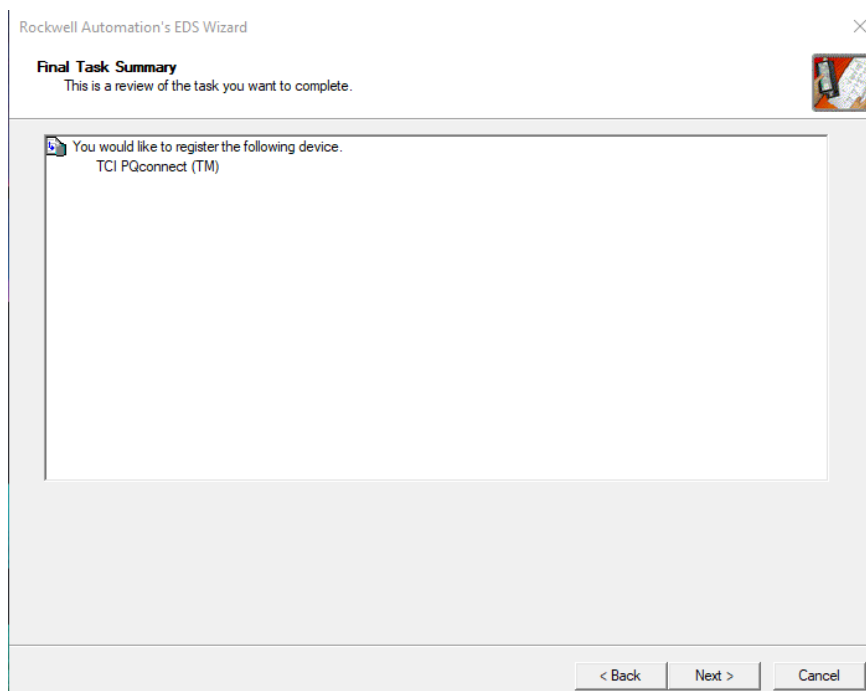 Rockwell Automation's EDS Wizard
Final Task Summary
This is a review of the task you want to complete.
You would like to register the following device.
TCI PQconnect (TM)
< Back
Next >
Cancel